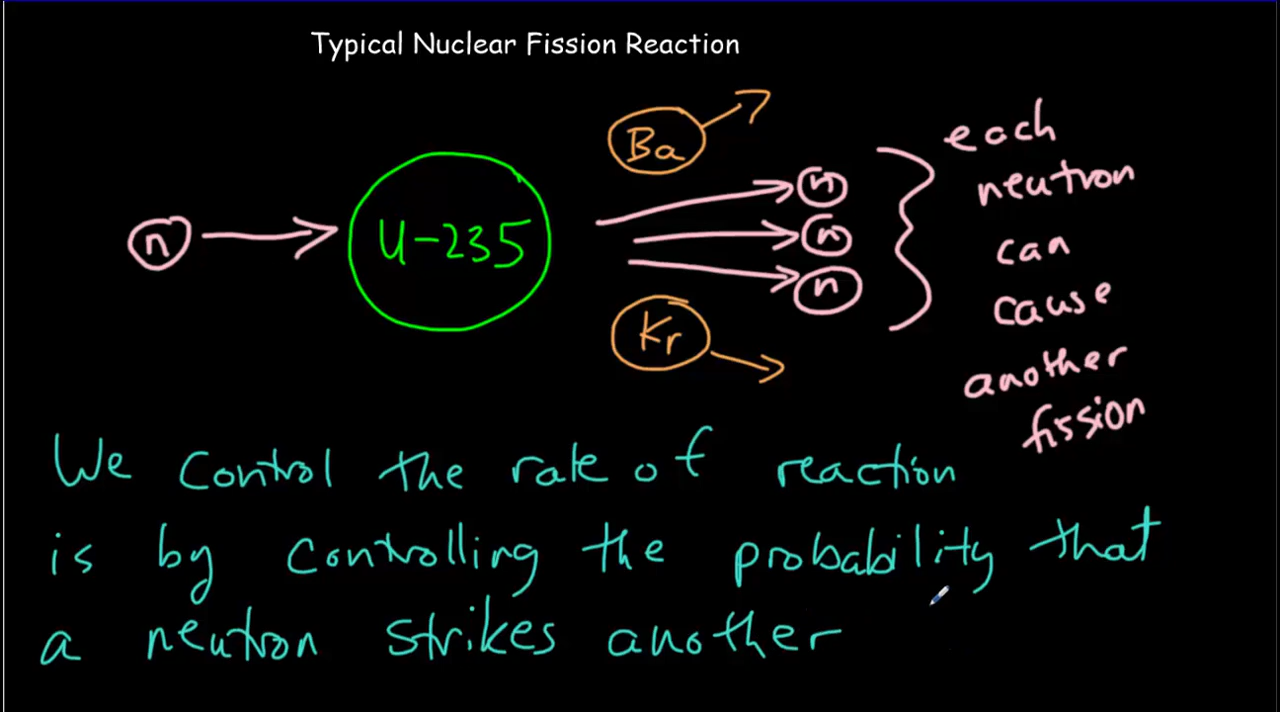 Typical Nuclear Fission Reaction
n
U-235
Ba
n
n
n
Kr
each
neutron
can
cause
another
fission
We control the rate of reaction
is by controlling the probability that
a neutron strikes another